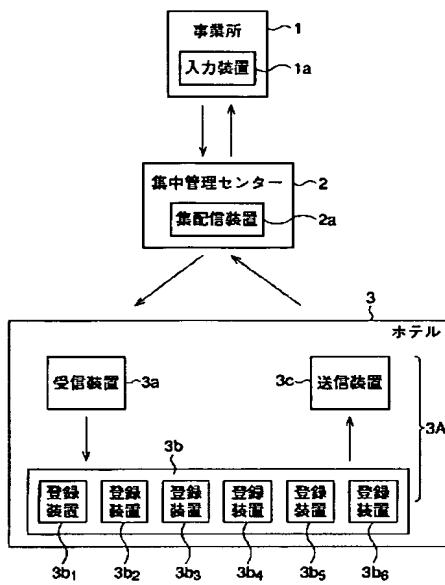 事業所
1
入力装置
1a
集中管理センター
2
集配信装置
2a
3
ホテル
受信装置
3a
3c
送信装置
3A
3b
登録
装置
登録
装置
登録
装置
登録
装置
登録
装置
登録
装置
3b1
3b2
3b3
3b4
3b5
3b6